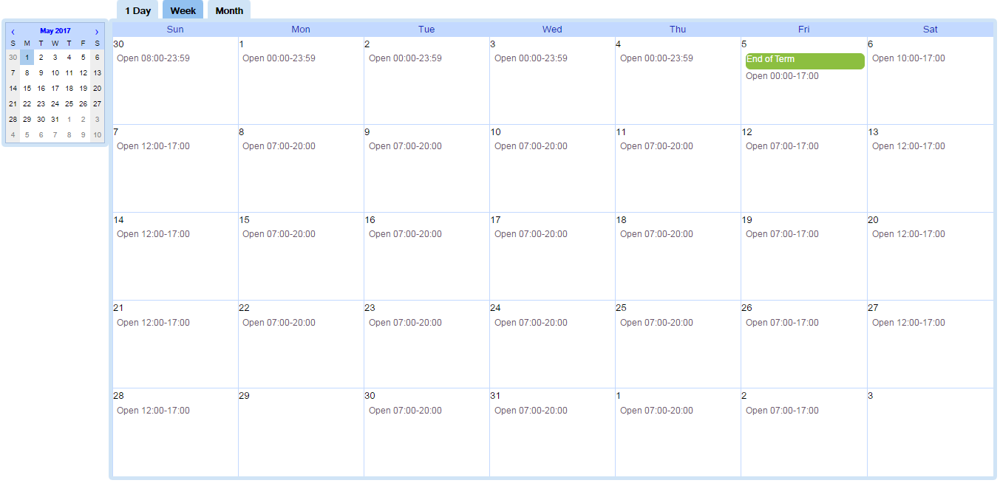 1 Day Week Month
‹ May 2017 ›
S M T W T F S
30 1 2 3 4 5 6
7 8 9 10 11 12 13
14 15 16 17 18 19 20
21 22 23 24 25 26 27
28 29 30 31 1 2 3
4 5 6 7 8 9 10
Sun Mon Tue Wed Thu Fri Sat
30 1 2 3 4 5 6
Open 08:00-23:59 Open 00:00-23:59 Open 00:00-23:59 Open 00:00-23:59 Open 00:00-23:59 End of Term Open 10:00-17:00
Open 00:00-17:00
7 8 9 10 11 12 13
Open 12:00-17:00 Open 07:00-20:00 Open 07:00-20:00 Open 07:00-20:00 Open 07:00-20:00 Open 07:00-17:00 Open 12:00-17:00
14 15 16 17 18 19 20
Open 12:00-17:00 Open 07:00-20:00 Open 07:00-20:00 Open 07:00-20:00 Open 07:00-20:00 Open 07:00-17:00 Open 12:00-17:00
21 22 23 24 25 26 27
Open 12:00-17:00 Open 07:00-20:00 Open 07:00-20:00 Open 07:00-20:00 Open 07:00-20:00 Open 07:00-17:00 Open 12:00-17:00
28 29 30 31 1 2 3
Open 12:00-17:00 Open 07:00-20:00 Open 07:00-20:00 Open 07:00-20:00 Open 07:00-17:00